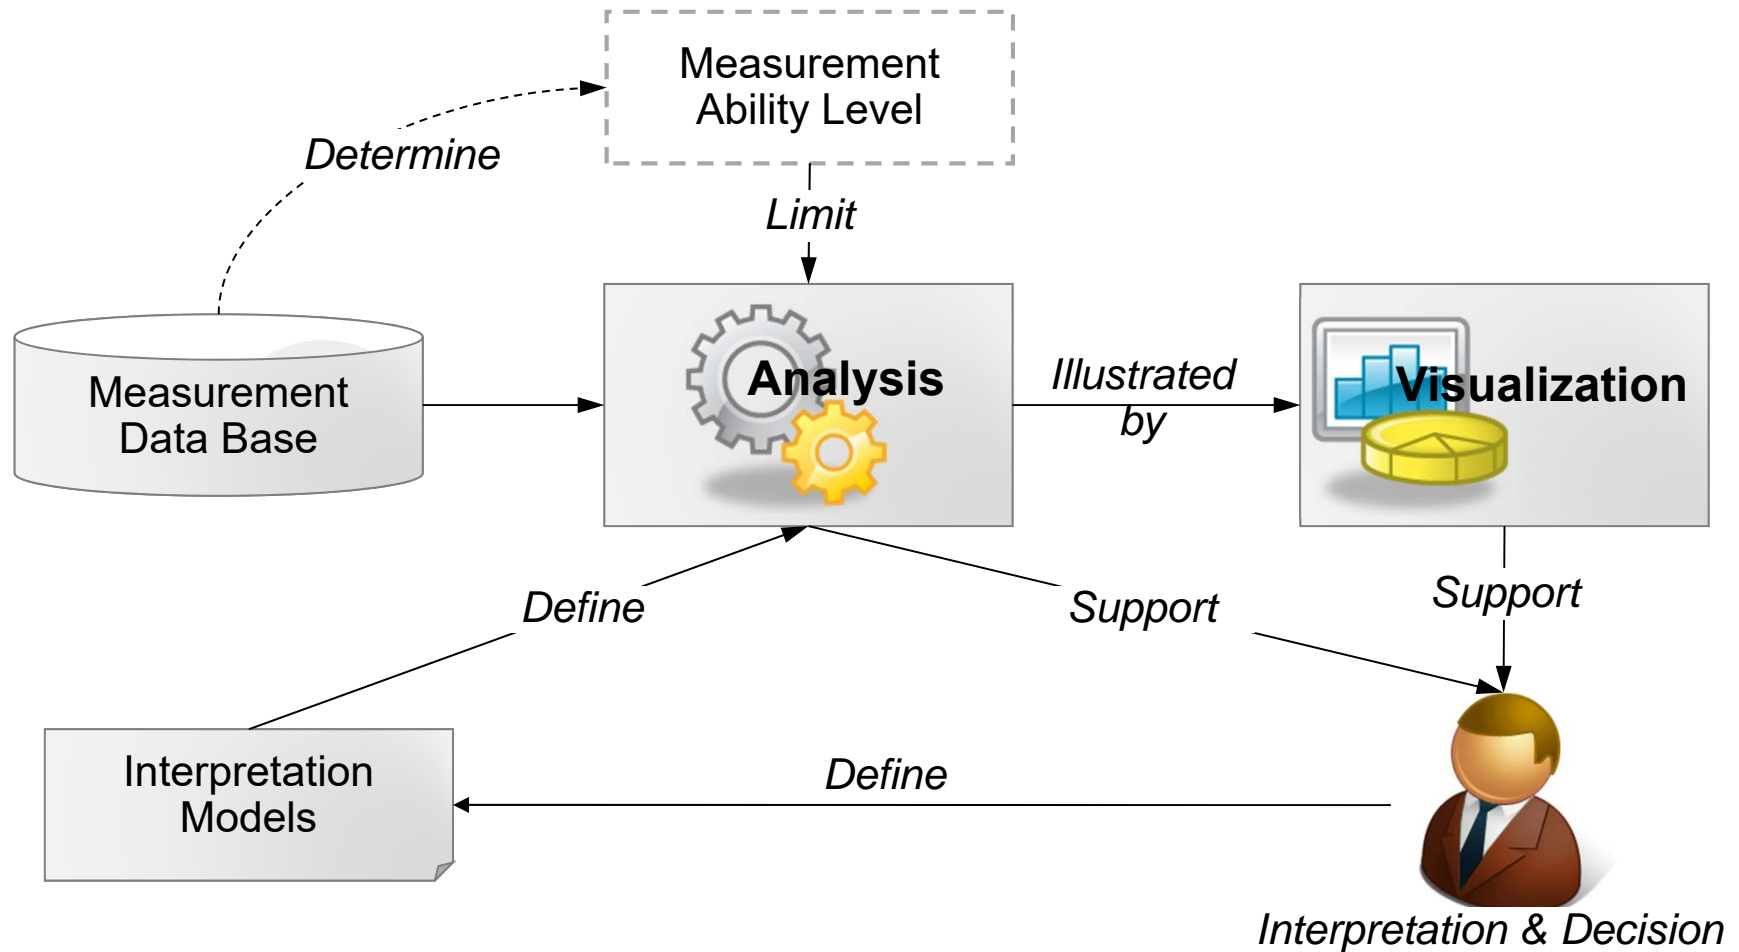 Measurement
Ability Level
Determine
Limit
Measurement
Data Base
Analysis
Illustrated
by
Visualization
Define
Support
Support
Interpretation
Models
Define
Interpretation & Decision